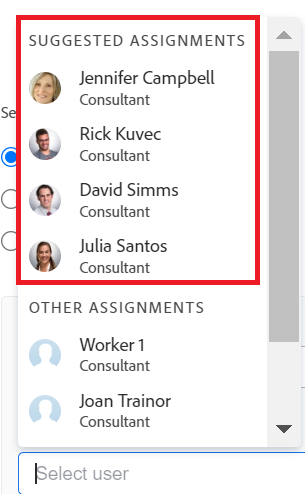 SUGGESTED ASSIGNMENTS
Jennifer Campbell
Consultant
Rick Kuvec
Consultant
David Simms
Consultant
Julia Santos
Consultant
OTHER ASSIGNMENTS
Worker 1
Consultant
Joan Trainor
Consultant
Select user